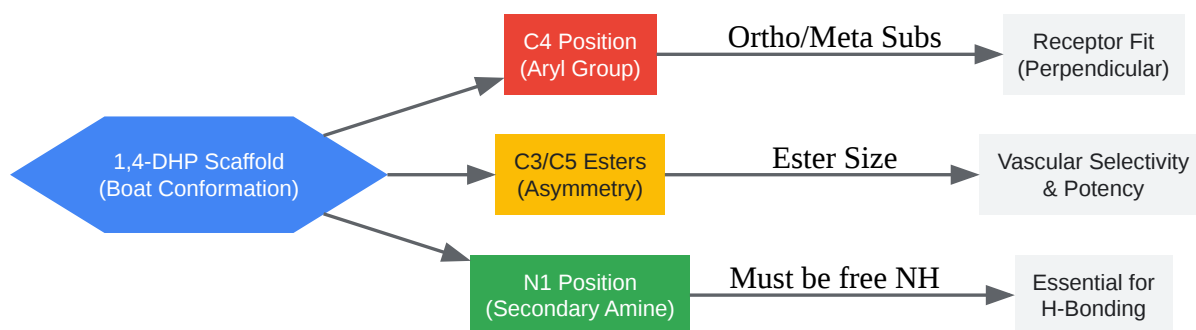 C4 Position
(Aryl Group)
Ortho/Meta Subs
Receptor Fit
(Perpendicular)
1,4-DHP Scaffold
(Boat Conformation)
C3/C5 Esters
(Asymmetry)
Ester Size
Vascular Selectivity
& Potency
N1 Position
(Secondary Amine)
Must be free NH
Essential for
H-Bonding